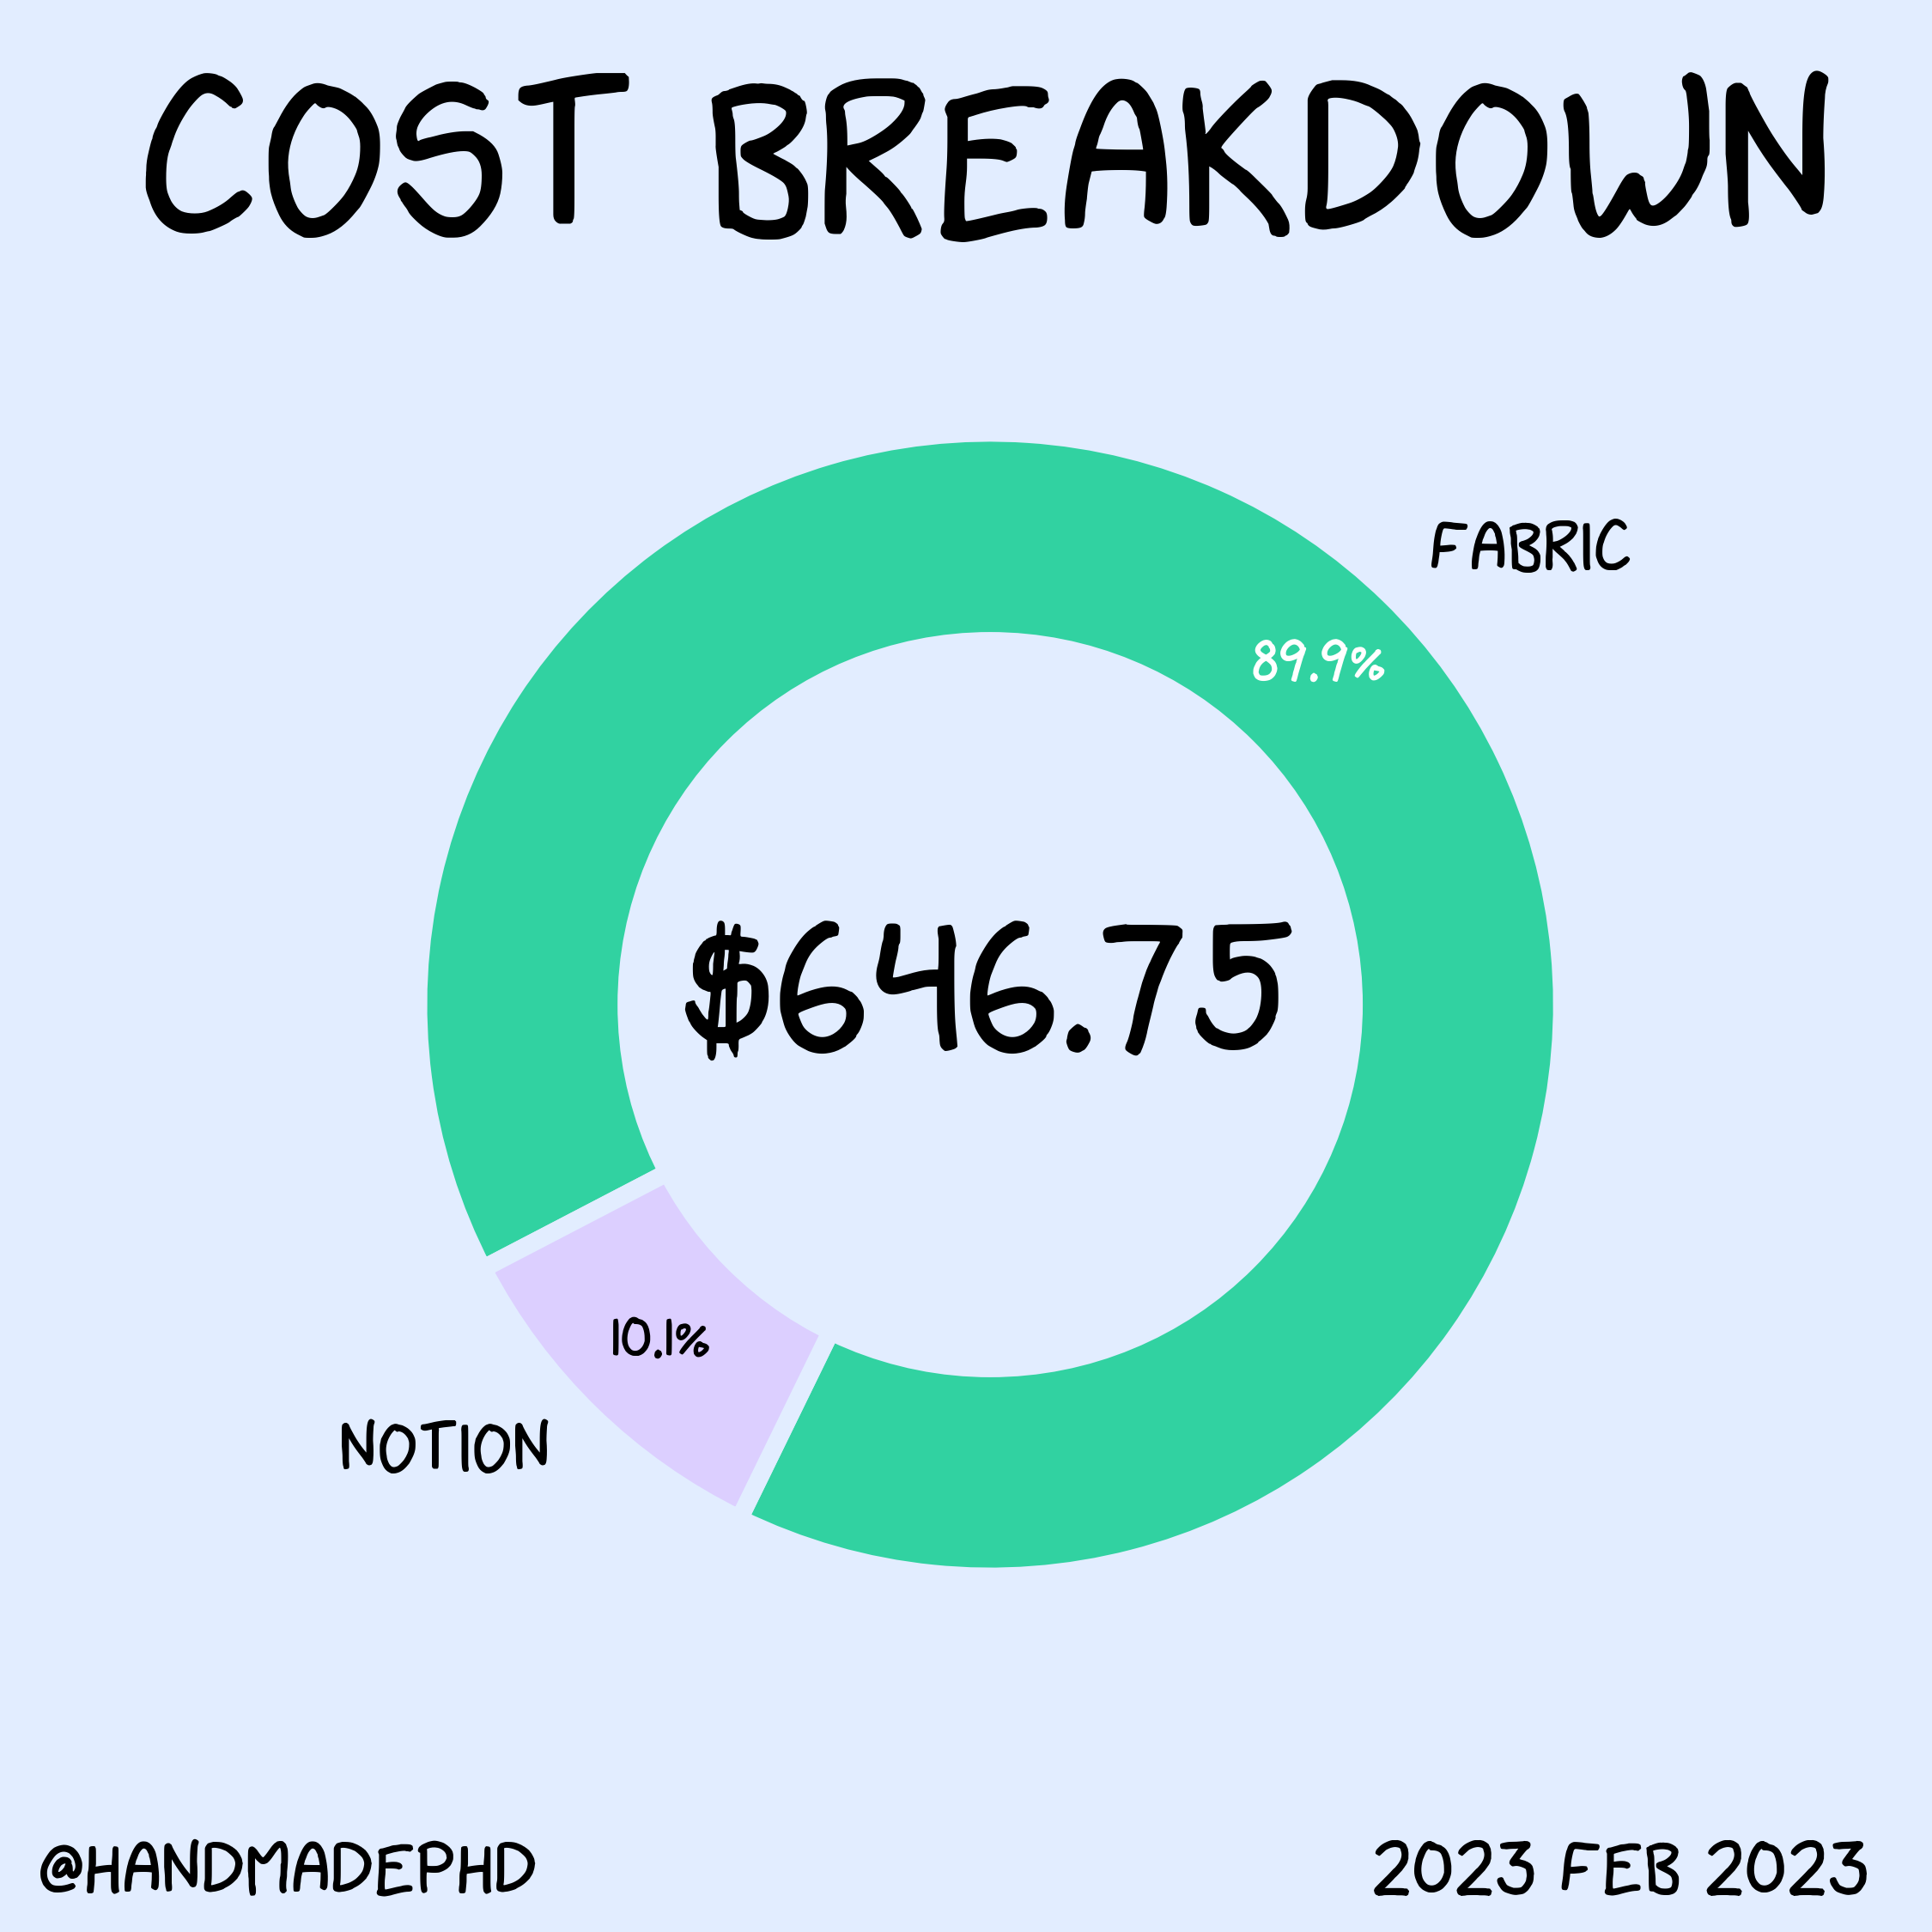 COST BREAKDOWN
FABRIC
89.9%
$646.75
10.1%
NOTION
@HANDMADEPHD
2023 FEB 2023